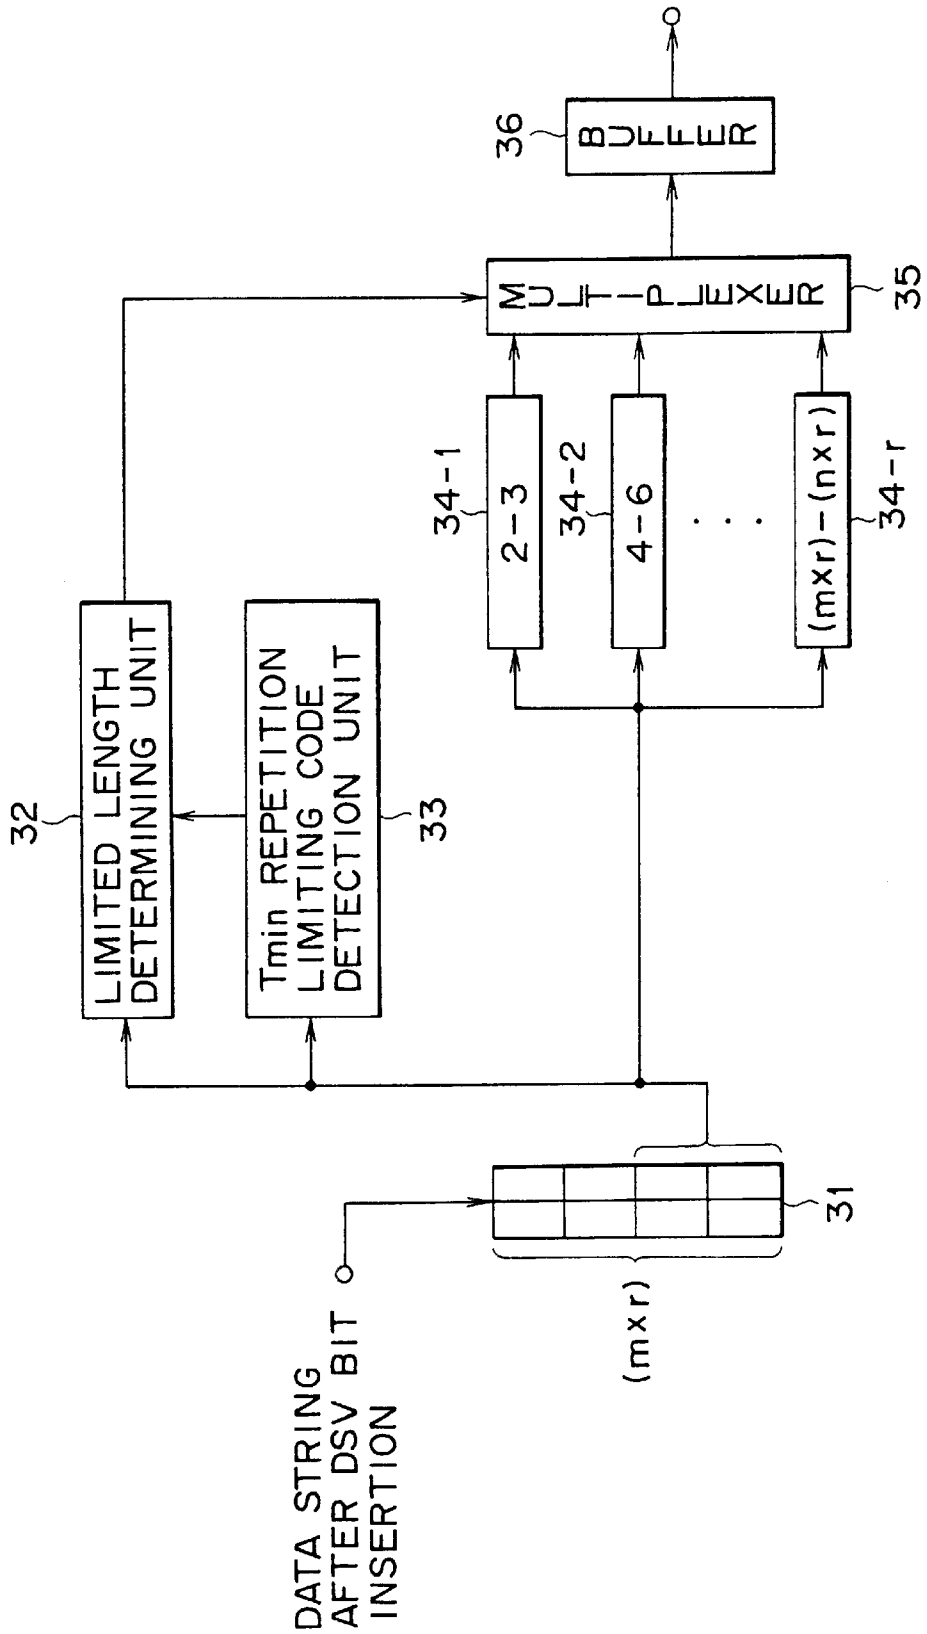 DATA STRING
AFTER DSV BIT
INSERTION
(m×r)
31
32
LIMITED LENGTH
DETERMINING UNIT
Tmin REPETITION
LIMITING CODE
DETECTION UNIT
33
34-1
2-3
34-2
4-6
. . .
(m×r)-(n×r)
34-r
MULTIPLEXER
35
36
BUFFER